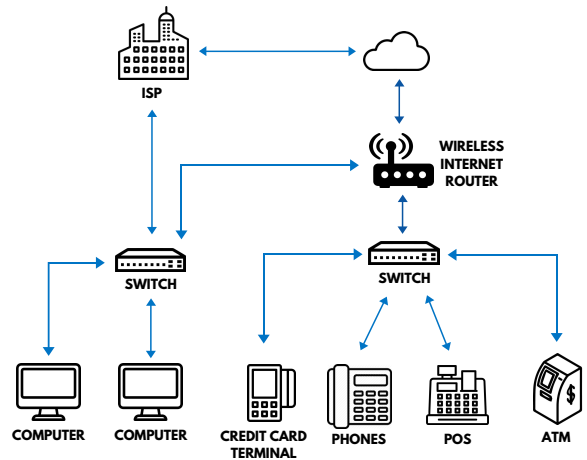 ISP
WIRELESS
INTERNET
ROUTER
SWITCH
SWITCH
COMPUTER
COMPUTER
CREDIT CARD
TERMINAL
PHONES
POS
$
ATM